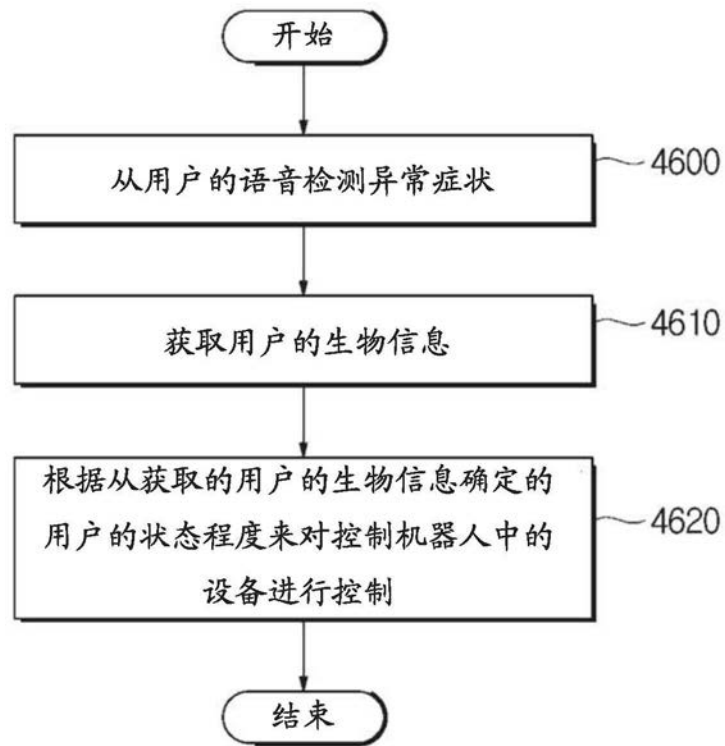 开始
从用户的语音检测异常症状
4600
获取用户的生物信息
4610
根据从获取的用户的生物信息确定的
用户的状态程度来对控制机器人中的
设备进行控制
4620
结束